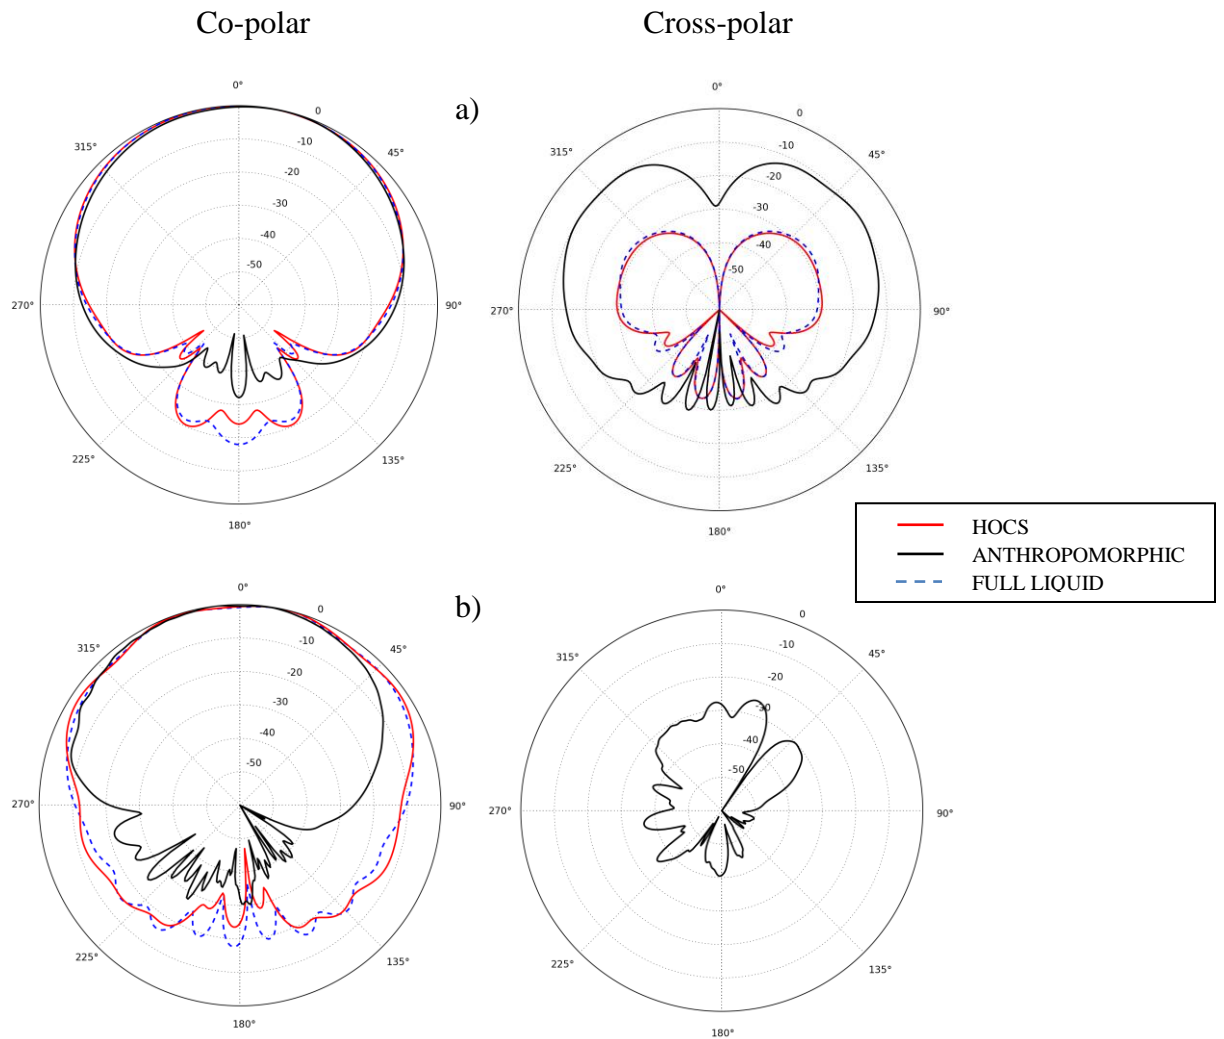 Co-polar Cross-polar
a)
0° 0°
0 0
315° 45° 315° 45°
-10 -10
-20 -20
-30 -30
-40 -40
-50 -50
270° 90° 270° 90°
225° 135° 225° 135°
180° 180°
HOCS
ANTHROPOMORPHIC
FULL LIQUID
b)
0° 0°
0 0
315° 45° 315° 45°
-10 -10
-20 -20
-30 -30
-40 -40
-50 -50
270° 90° 270° 90°
225° 135° 225° 135°
180° 180°